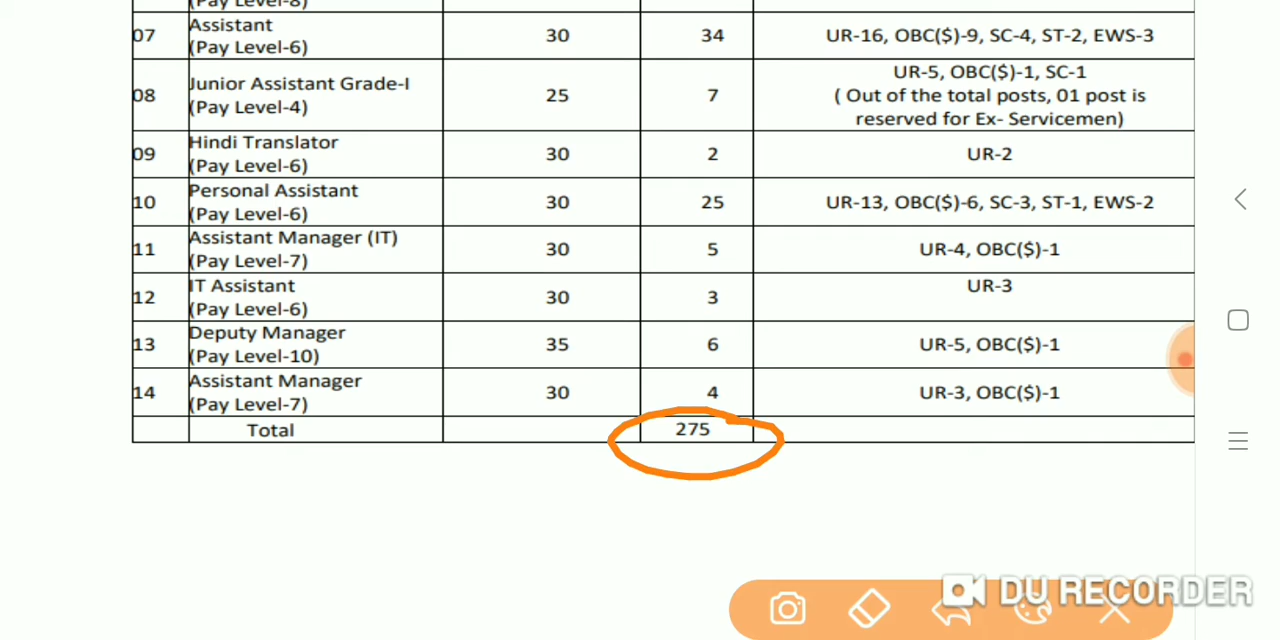 (Pay Level-8)
07 Assistant (Pay Level-6) 30 34 UR-16, OBC($)-9, SC-4, ST-2, EWS-3
08 Junior Assistant Grade-I (Pay Level-4) 25 7 UR-5, OBC($)-1, SC-1 ( Out of the total posts, 01 post is reserved for Ex- Servicemen)
09 Hindi Translator (Pay Level-6) 30 2 UR-2
10 Personal Assistant (Pay Level-6) 30 25 UR-13, OBC($)-6, SC-3, ST-1, EWS-2
11 Assistant Manager (IT) (Pay Level-7) 30 5 UR-4, OBC($)-1
12 IT Assistant (Pay Level-6) 30 3 UR-3
13 Deputy Manager (Pay Level-10) 35 6 UR-5, OBC($)-1
14 Assistant Manager (Pay Level-7) 30 4 UR-3, OBC($)-1
Total 275
DU RECORDER